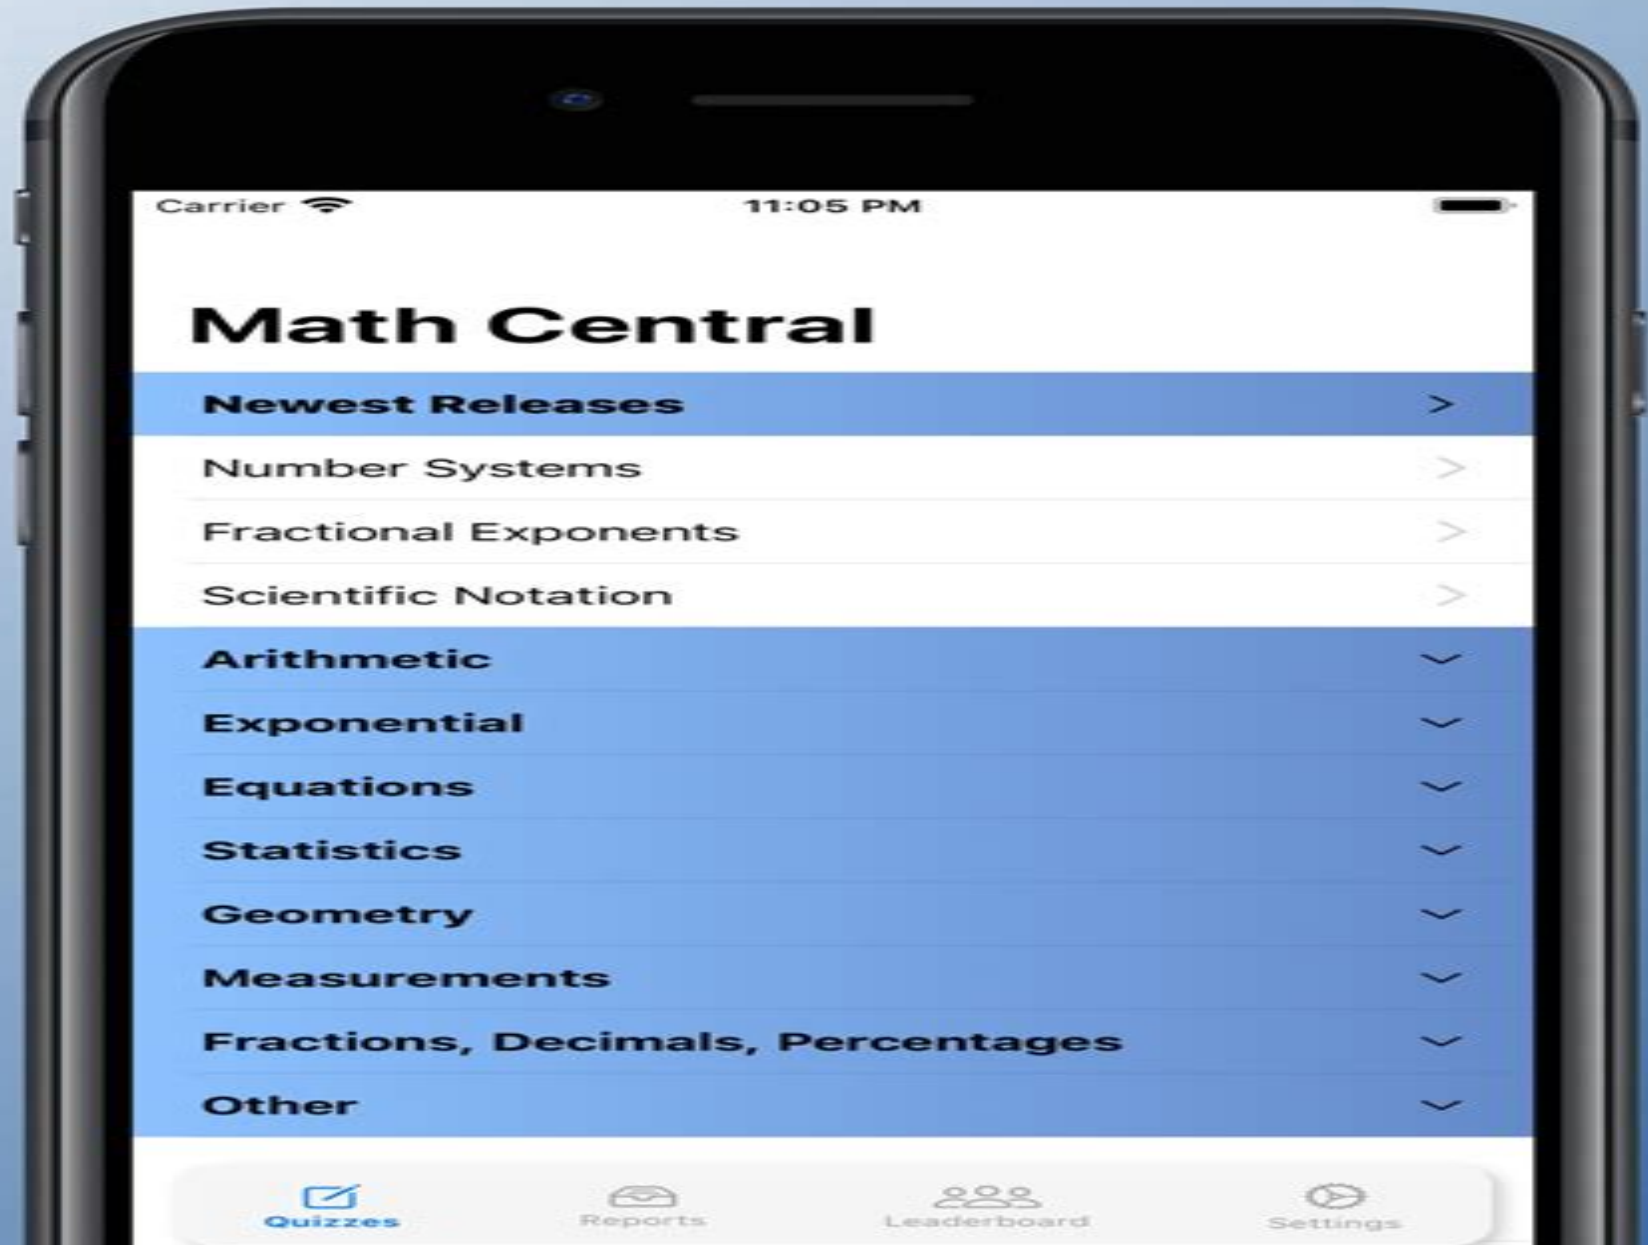 Carrier
11:05 PM
Math Central
Newest Releases
Number Systems
Fractional Exponents
Scientific Notation
Arithmetic
Exponential
Equations
Statistics
Geometry
Measurements
Fractions, Decimals, Percentages
Other
Quizzes
Reports
Leaderboard
Settings